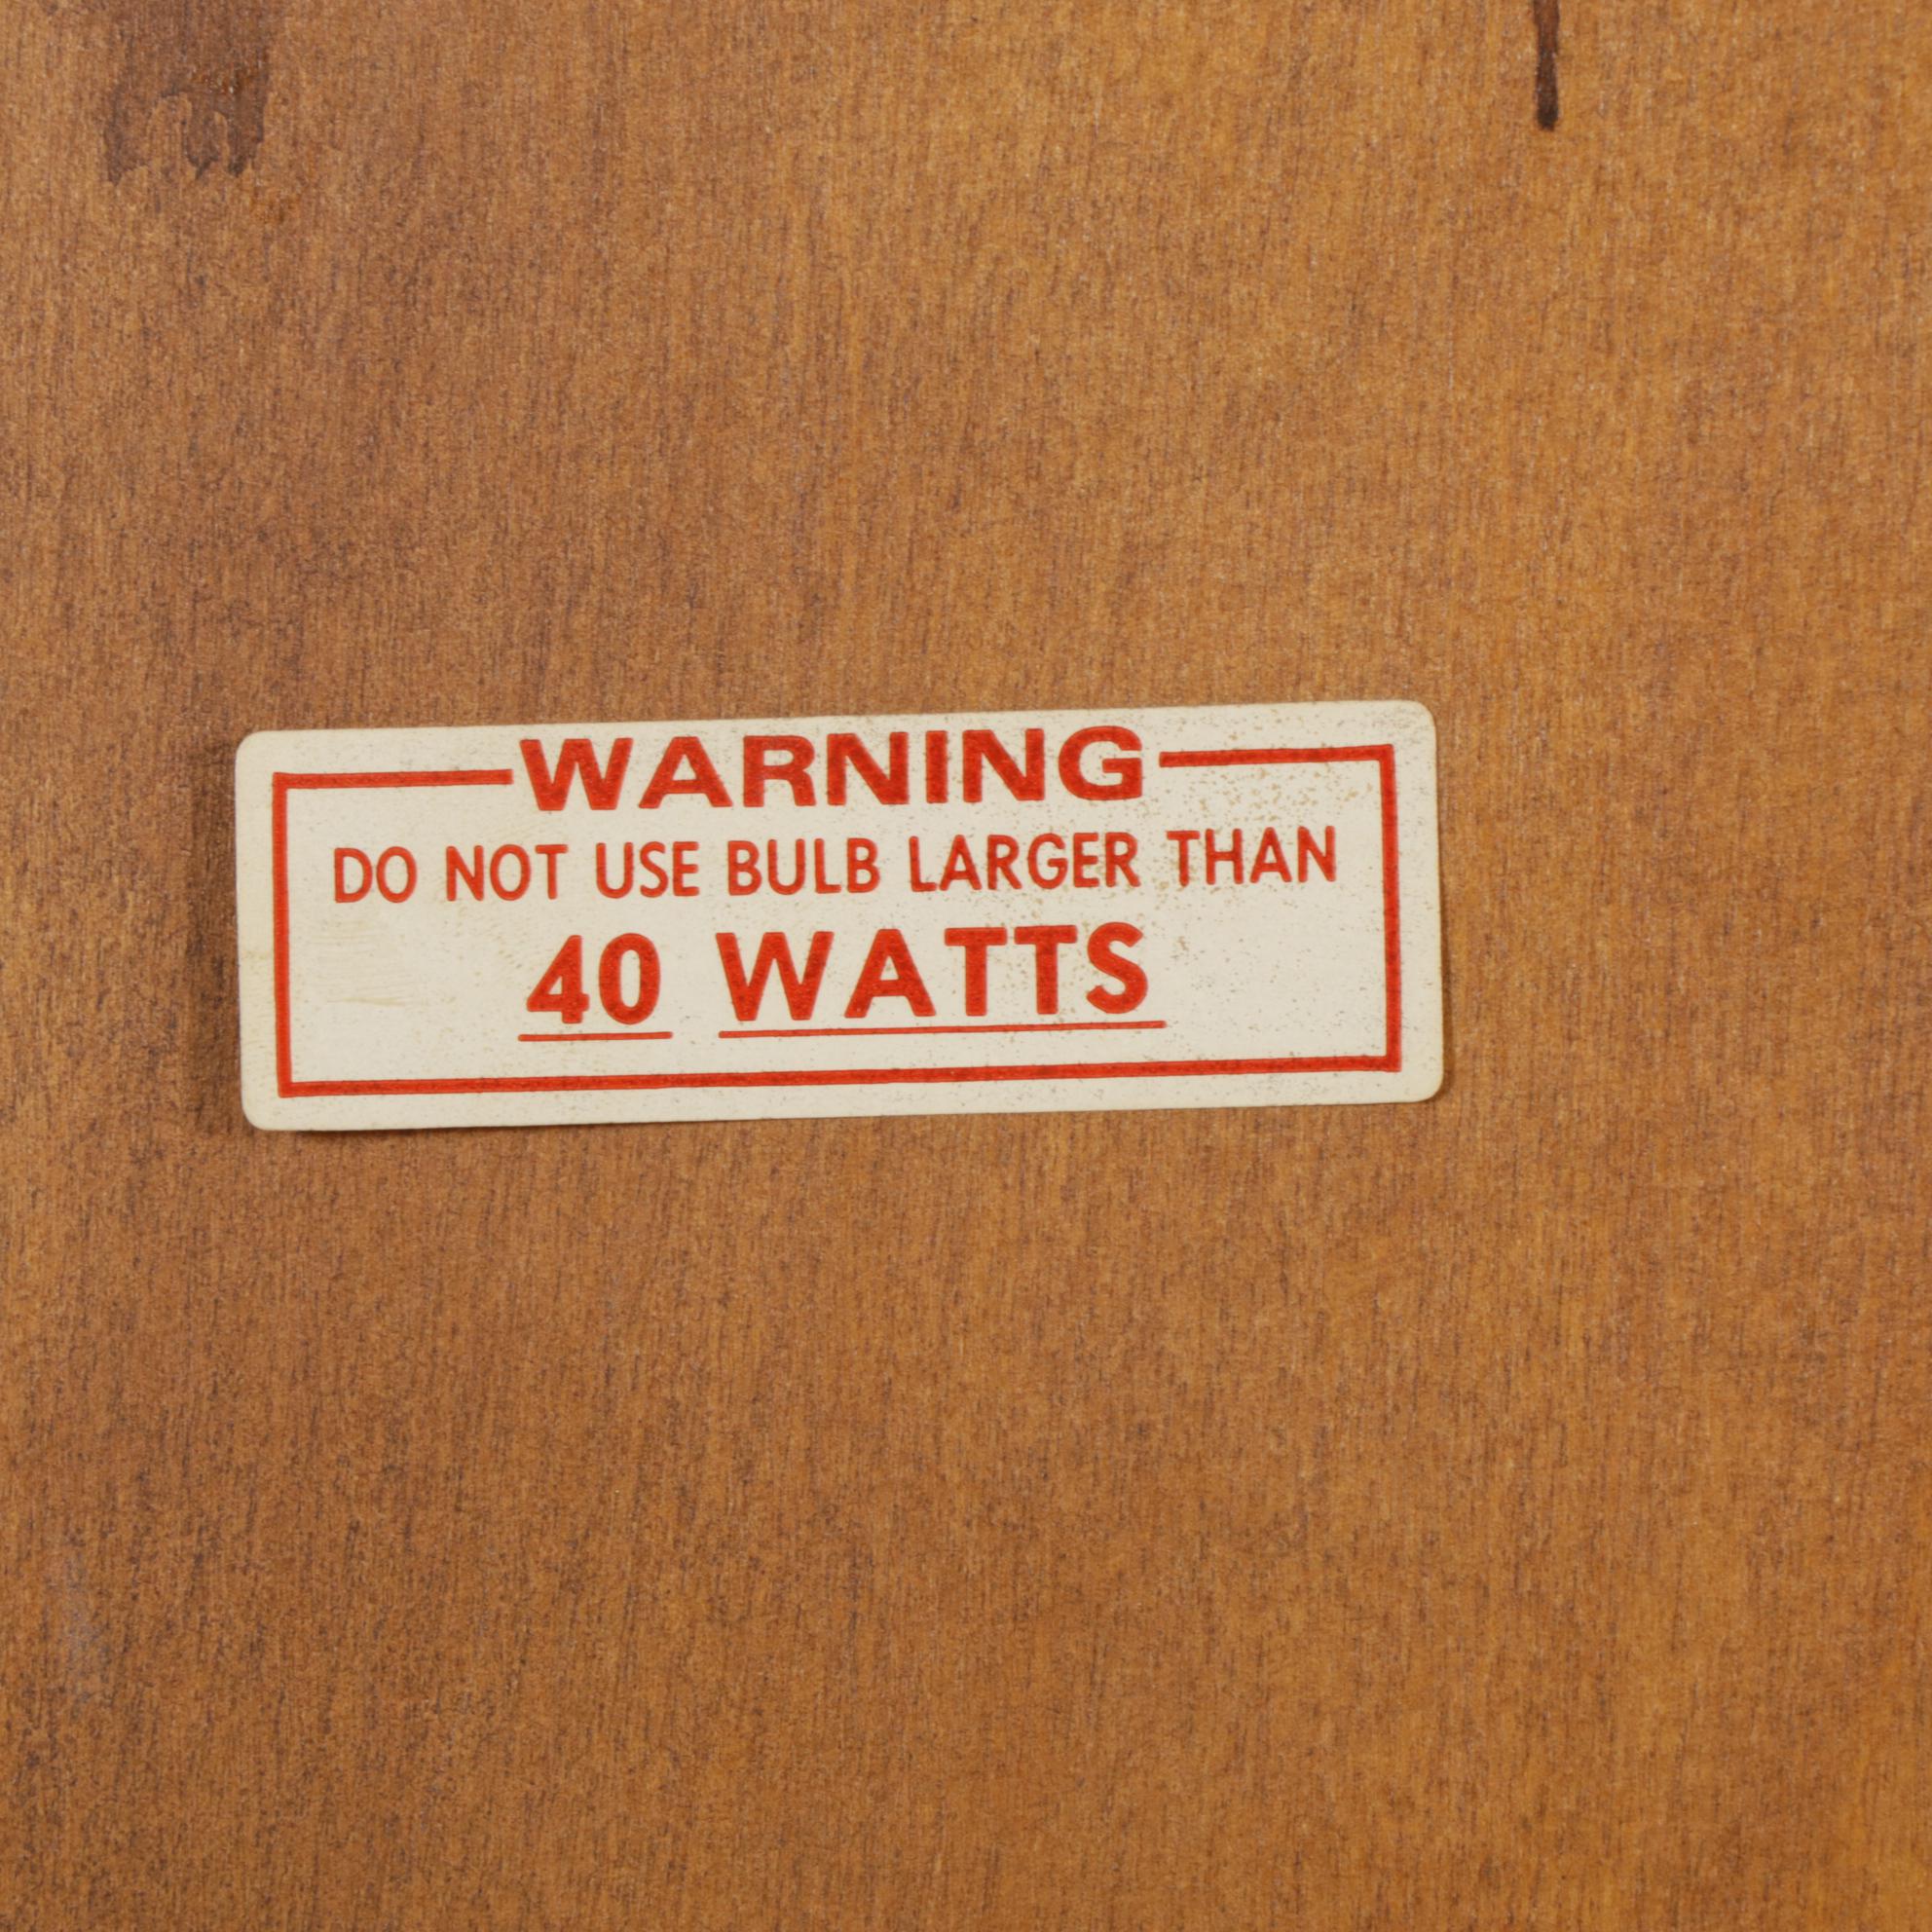 WARNING
DO NOT USE BULB LARGER THAN
40 WATTS